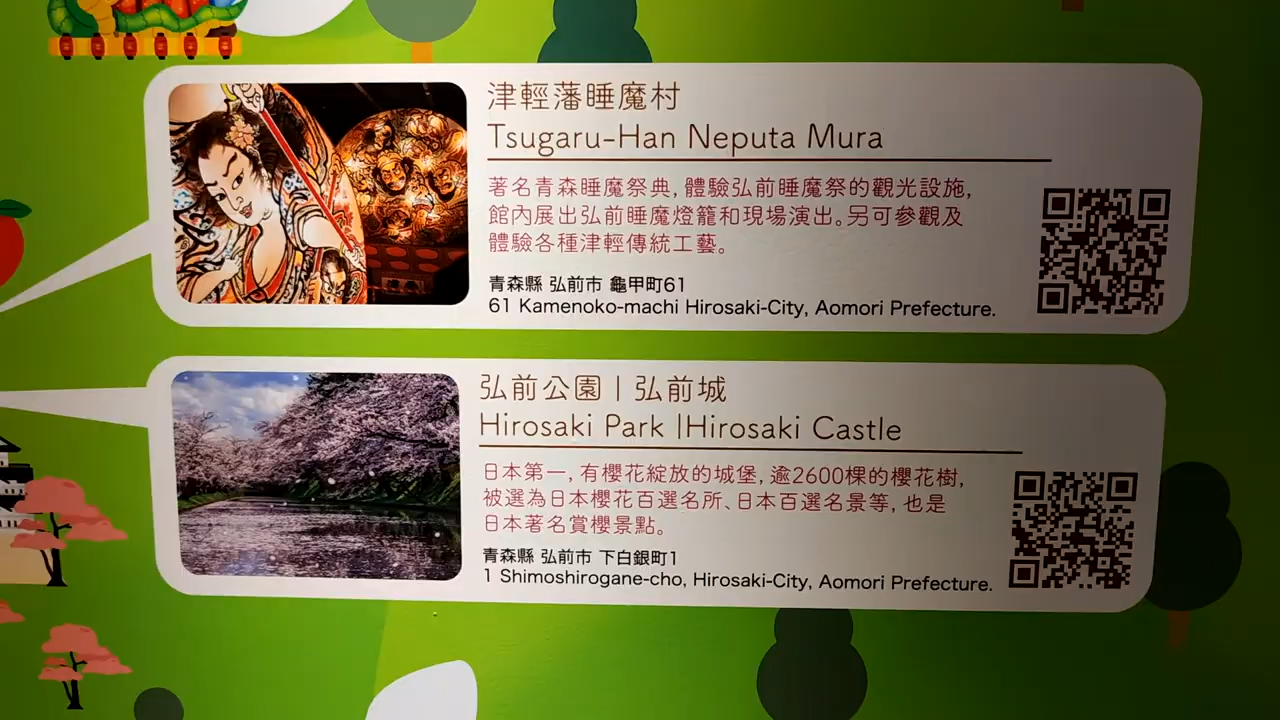 津輕藩睡魔村
Tsugaru-Han Neputa Mura
著名青森睡魔祭典,體驗弘前睡魔祭的觀光設施,
館內展出弘前睡魔燈籠和現場演出。另可參觀及
體驗各種津輕傳統工藝。
青森縣 弘前市 龜甲町61
61 Kamenoko-machi Hirosaki-City, Aomori Prefecture.
弘前公園 | 弘前城
Hirosaki Park |Hirosaki Castle
日本第一,有櫻花綻放的城堡,逾2600棵的櫻花樹,
被選為日本櫻花百選名所、日本百選名景等,也是
日本著名賞櫻景點。
青森縣 弘前市 下白銀町1
1 Shimoshirogane-cho, Hirosaki-City, Aomori Prefecture.